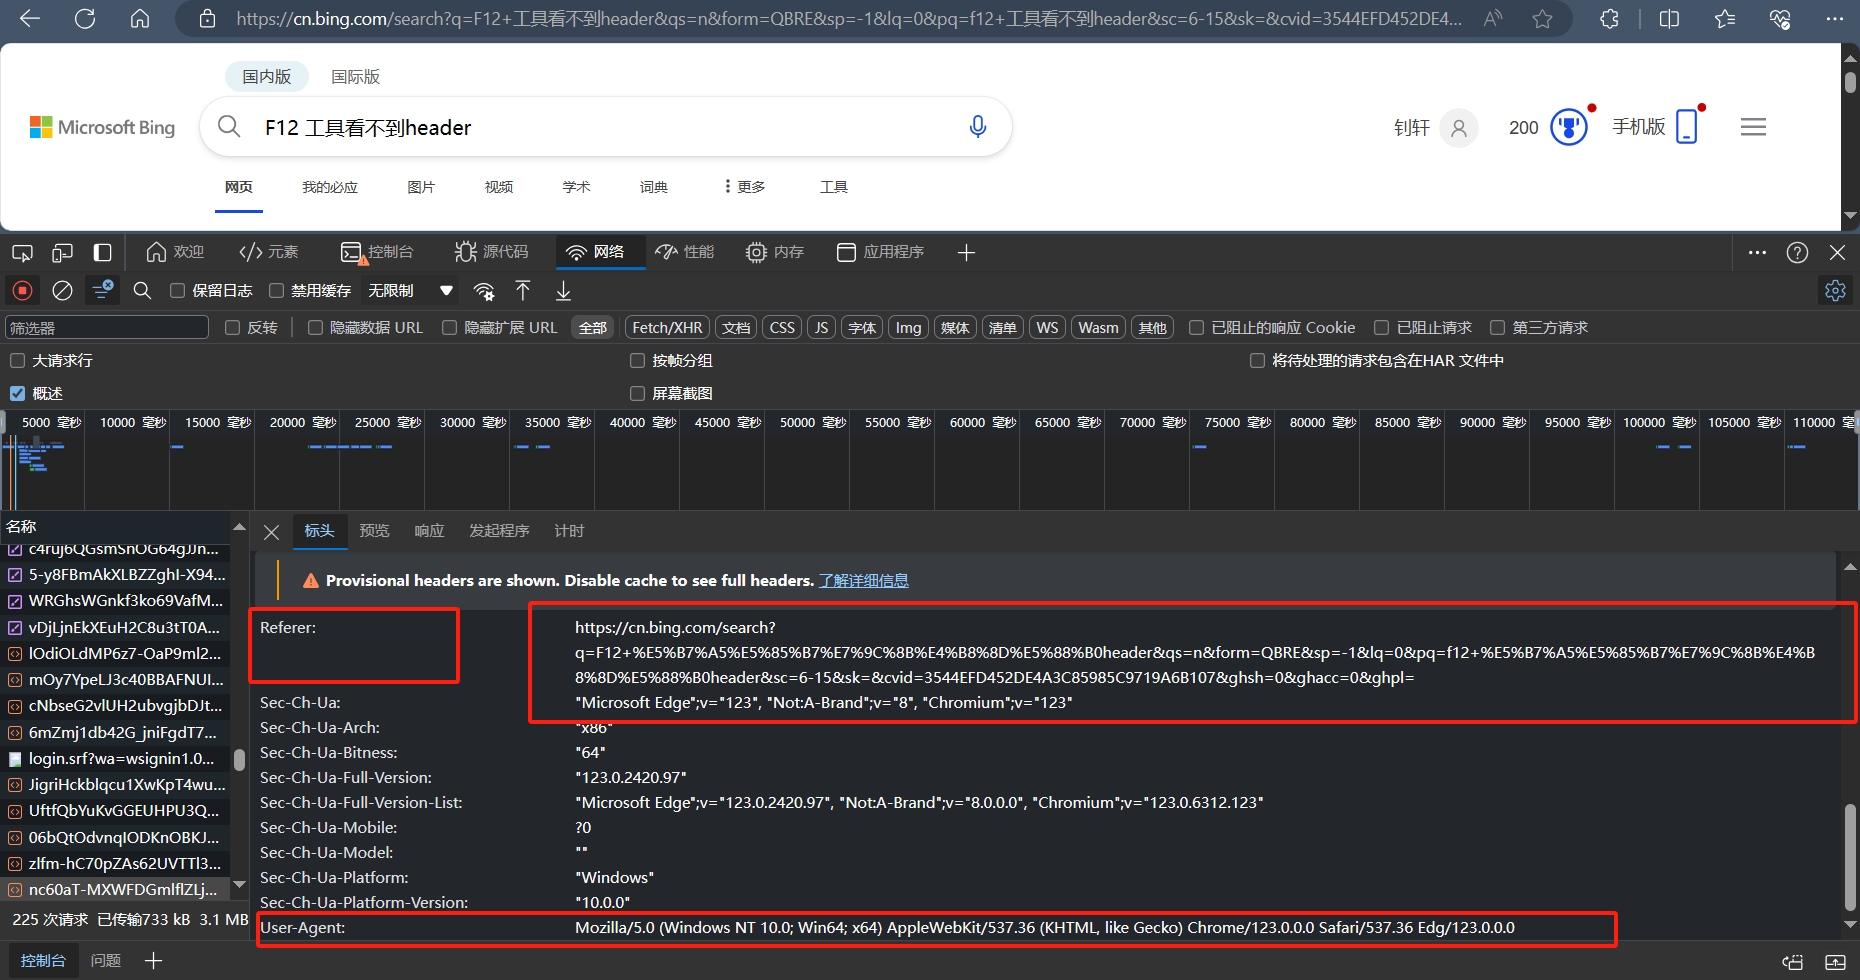 https://cn.bing.com/search?q=F12+工具看不到header&qs=n&form=QBRE&sp=-1&lq=0&pq=f12+工具看不到header&sc=6-15&sk=&cvid=3544EFD452DE4...
国内版 国际版
Microsoft Bing
F12 工具看不到header
钊轩 200 手机版
网页 我的必应 图片 视频 学术 词典 更多 工具
欢迎 元素 控制台 源代码 网络 性能 内存 应用程序
保留日志 禁用缓存 无限制
筛选器 反转 隐藏数据 URL 隐藏扩展 URL 全部 Fetch/XHR 文档 CSS JS 字体 Img 媒体 清单 WS Wasm 其他 已阻止的响应 Cookie 已阻止请求 第三方请求
大请求行 按帧分组 将待处理的请求包含在HAR 文件中
概述 屏幕截图
5000 毫秒 10000 毫秒 15000 毫秒 20000 毫秒 25000 毫秒 30000 毫秒 35000 毫秒 40000 毫秒 45000 毫秒 50000 毫秒 55000 毫秒 60000 毫秒 65000 毫秒 70000 毫秒 75000 毫秒 80000 毫秒 85000 毫秒 90000 毫秒 95000 毫秒 100000 毫秒 105000 毫秒 110000
名称
5-y8FBmAkXLBZZghI-X94...
WRGhsWGnkf3ko69VafM...
vDjLjnEkXEuH2C8u3tT0A...
lOdiOLdMP6z7-OaP9ml2...
mOy7YpeLJ3c40BBAFNUI...
cNbseG2vlUH2ubvgjbDJt...
6mZmj1db42G_jniFgdT7...
login.srf?wa=wsignin1.0...
JigriHckblqcu1XwKpT4wu...
UftfQbYuKvGGEUHPU3Q...
06bQtOdvnqIODKnOBKJ...
zlfm-hC70pZAs62UVTTl3...
nc60aT-MXWFDGmlflZLj...
225 次请求 已传输733 kB 3.1 MB
标头 预览 响应 发起程序 计时
Provisional headers are shown. Disable cache to see full headers. 了解详细信息
Referer: https://cn.bing.com/search?
q=F12+%E5%B7%A5%E5%85%B7%E7%9C%8B%E4%B8%8D%E5%88%B0header&qs=n&form=QBRE&sp=-1&lq=0&pq=f12+%E5%B7%A5%E5%85%B7%E7%9C%8B%E4%B
8%8D%E5%88%B0header&sc=6-15&sk=&cvid=3544EFD452DE4A3C85985C9719A6B107&ghsh=0&ghacc=0&ghpl=
Sec-Ch-Ua: "Microsoft Edge";v="123", "Not:A-Brand";v="8", "Chromium";v="123"
Sec-Ch-Ua-Arch: "x86"
Sec-Ch-Ua-Bitness: "64"
Sec-Ch-Ua-Full-Version: "123.0.2420.97"
Sec-Ch-Ua-Full-Version-List: "Microsoft Edge";v="123.0.2420.97", "Not:A-Brand";v="8.0.0.0", "Chromium";v="123.0.6312.123"
Sec-Ch-Ua-Mobile: ?0
Sec-Ch-Ua-Model: ""
Sec-Ch-Ua-Platform: "Windows"
Sec-Ch-Ua-Platform-Version: "10.0.0"
User-Agent: Mozilla/5.0 (Windows NT 10.0; Win64; x64) AppleWebKit/537.36 (KHTML, like Gecko) Chrome/123.0.0.0 Safari/537.36 Edg/123.0.0.0
控制台 问题